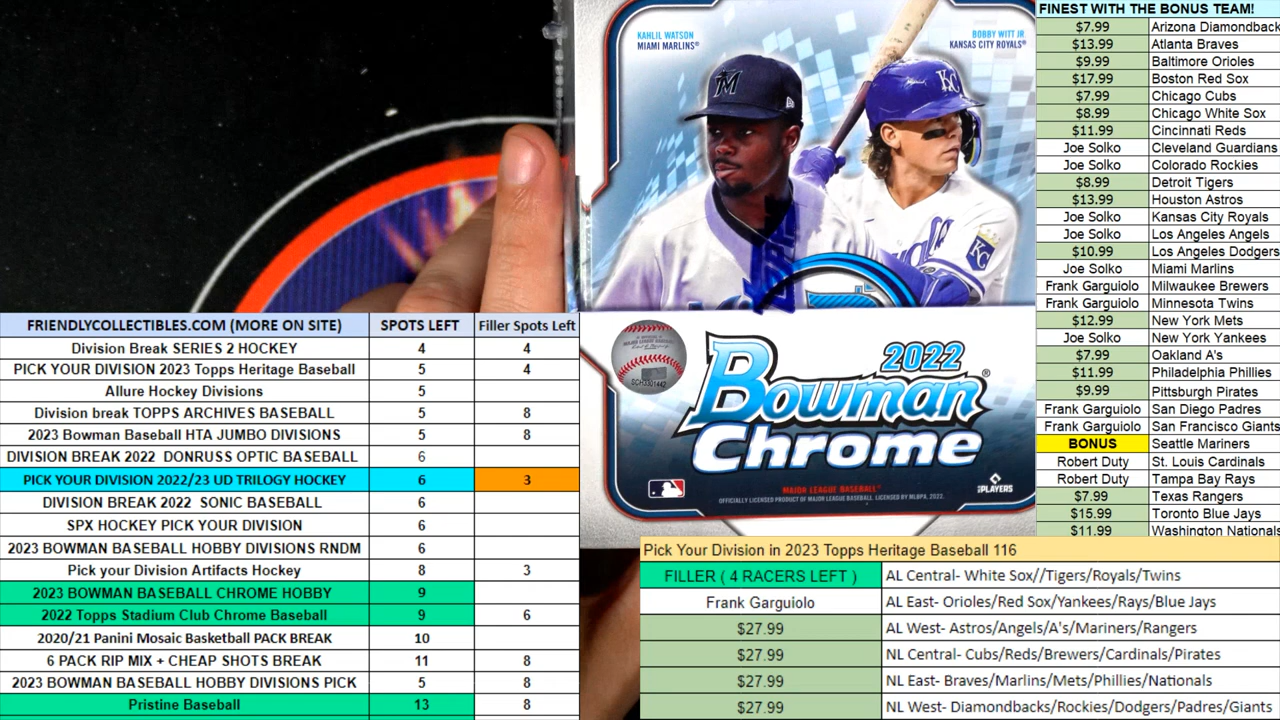 KAHLIL WATSON
MIAMI MARLINS®
BOBBY WITT JR
KANSAS CITY ROYALS®
2022
Bowman®
Chrome
MAJOR LEAGUE BASEBALL®
OFFICIALLY LICENSED PRODUCT OF MAJOR LEAGUE BASEBALL. LICENSED BY MLBPA, 2022.
PLAYERS
FINEST WITH THE BONUS TEAM!
$7.99 Arizona Diamondback
$13.99 Atlanta Braves
$9.99 Baltimore Orioles
$17.99 Boston Red Sox
$7.99 Chicago Cubs
$8.99 Chicago White Sox
$11.99 Cincinnati Reds
Joe Solko Cleveland Guardians
Joe Solko Colorado Rockies
$8.99 Detroit Tigers
$13.99 Houston Astros
Joe Solko Kansas City Royals
Joe Solko Los Angeles Angels
$10.99 Los Angeles Dodgers
Joe Solko Miami Marlins
Frank Garguiolo Milwaukee Brewers
Frank Garguiolo Minnesota Twins
$12.99 New York Mets
Joe Solko New York Yankees
$7.99 Oakland A's
$11.99 Philadelphia Phillies
$9.99 Pittsburgh Pirates
Frank Garguiolo San Diego Padres
Frank Garguiolo San Francisco Giants
BONUS Seattle Mariners
Robert Duty St. Louis Cardinals
Robert Duty Tampa Bay Rays
$7.99 Texas Rangers
$15.99 Toronto Blue Jays
$11.99 Washington Nationals
FRIENDLYCOLLECTIBLES.COM (MORE ON SITE) SPOTS LEFT Filler Spots Left
Division Break SERIES 2 HOCKEY 4 4
PICK YOUR DIVISION 2023 Topps Heritage Baseball 5 4
Allure Hockey Divisions 5
Division break TOPPS ARCHIVES BASEBALL 5 8
2023 Bowman Baseball HTA JUMBO DIVISIONS 5 8
DIVISION BREAK 2022 DONRUSS OPTIC BASEBALL 6
PICK YOUR DIVISION 2022/23 UD TRILOGY HOCKEY 6 3
DIVISION BREAK 2022 SONIC BASEBALL 6
SPX HOCKEY PICK YOUR DIVISION 6
2023 BOWMAN BASEBALL HOBBY DIVISIONS RNDM 6
Pick your Division Artifacts Hockey 8 3
2023 BOWMAN BASEBALL CHROME HOBBY 9
2022 Topps Stadium Club Chrome Baseball 9 6
2020/21 Panini Mosaic Basketball PACK BREAK 10
6 PACK RIP MIX + CHEAP SHOTS BREAK 11 8
2023 BOWMAN BASEBALL HOBBY DIVISIONS PICK 5 8
Pristine Baseball 13 8
Pick Your Division in 2023 Topps Heritage Baseball 116
FILLER ( 4 RACERS LEFT ) AL Central- White Sox//Tigers/Royals/Twins
Frank Garguiolo AL East- Orioles/Red Sox/Yankees/Rays/Blue Jays
$27.99 AL West- Astros/Angels/A's/Mariners/Rangers
$27.99 NL Central- Cubs/Reds/Brewers/Cardinals/Pirates
$27.99 NL East- Braves/Marlins/Mets/Phillies/Nationals
$27.99 NL West- Diamondbacks/Rockies/Dodgers/Padres/Giants